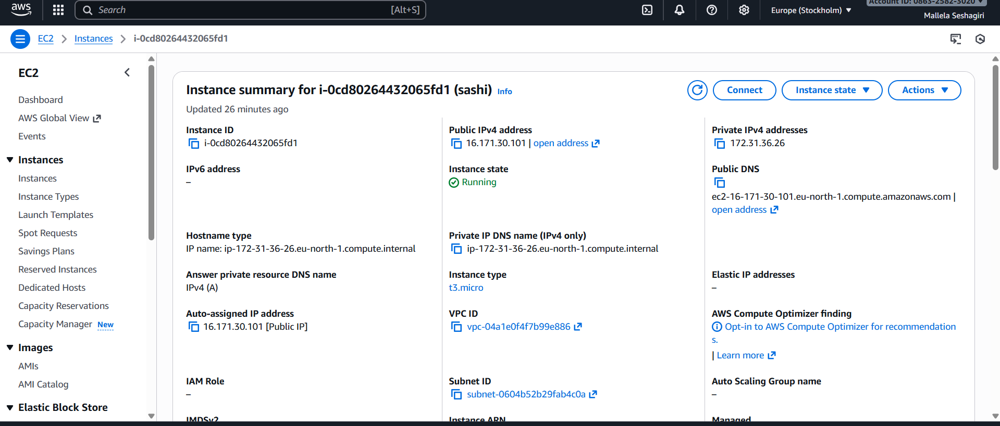 aws
Search
[Alt+S]
Europe (Stockholm)
Account ID: 0863-2582-3020
Mallela Seshagiri
EC2
Instances
i-0cd80264432065fd1
EC2
Dashboard
AWS Global View
Events
Instances
Instances
Instance Types
Launch Templates
Spot Requests
Savings Plans
Reserved Instances
Dedicated Hosts
Capacity Reservations
Capacity Manager New
Images
AMIs
AMI Catalog
Elastic Block Store
Instance summary for i-0cd80264432065fd1 (sashi) Info
Updated 26 minutes ago
Connect
Instance state
Actions
Instance ID
i-0cd80264432065fd1
Public IPv4 address
16.171.30.101 | open address
Private IPv4 addresses
172.31.36.26
IPv6 address
–
Instance state
Running
Public DNS
ec2-16-171-30-101.eu-north-1.compute.amazonaws.com |
open address
Hostname type
IP name: ip-172-31-36-26.eu-north-1.compute.internal
Private IP DNS name (IPv4 only)
ip-172-31-36-26.eu-north-1.compute.internal
Answer private resource DNS name
IPv4 (A)
Instance type
t3.micro
Elastic IP addresses
–
Auto-assigned IP address
16.171.30.101 [Public IP]
VPC ID
vpc-04a1e0f4f7b99e886
AWS Compute Optimizer finding
Opt-in to AWS Compute Optimizer for recommendation
s.
| Learn more
IAM Role
–
Subnet ID
subnet-0604b52b29fab4c0a
Auto Scaling Group name
–
IMDSv2
Instance ARN
Managed